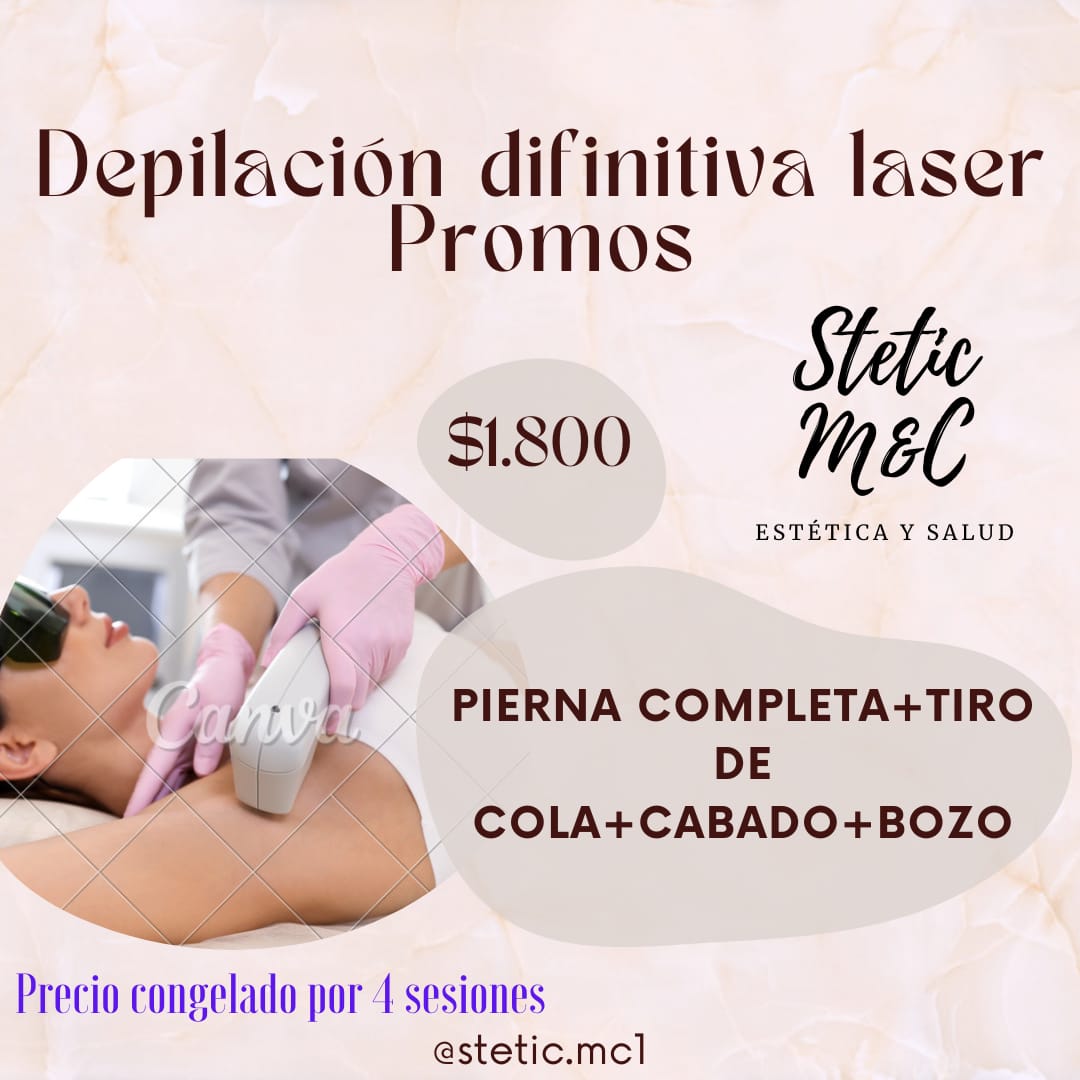 Depilación difinitiva laser
Promos
Stetic
M&C
ESTÉTICA Y SALUD
$1.800
Canva
PIERNA COMPLETA+TIRO
DE
COLA+CABADO+BOZO
Precio congelado por 4 sesiones
@stetic.mc1